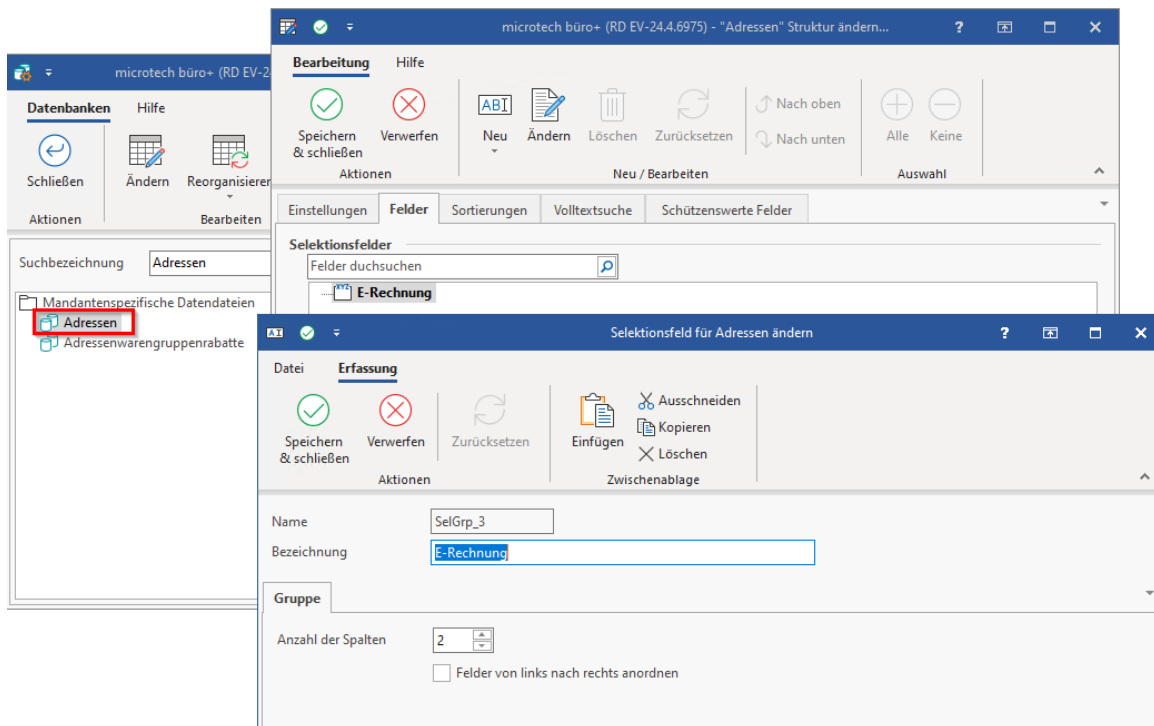 microtech büro+ (RD EV-24.4.6975) - "Adressen" Struktur ändern...
Bearbeitung Hilfe
Speichern & schließen
Verwerfen
Aktionen
ABI
Neu
Ändern
Löschen
Zurücksetzen
Nach oben
Nach unten
Neu / Bearbeiten
Alle
Keine
Auswahl
Einstellungen Felder Sortierungen Volltextsuche Schützenswerte Felder
Selektionsfelder
Felder duchsuchen
XYZ E-Rechnung
microtech büro+ (RD EV-2
Datenbanken Hilfe
Schließen
Aktionen
Ändern
Reorganisieren
Bearbeiten
Suchbezeichnung Adressen
Mandantenspezifische Datendateien
Adressen
Adressenwarengruppenrabatte
Selektionsfeld für Adressen ändern
Datei Erfassung
Speichern & schließen
Verwerfen
Zurücksetzen
Aktionen
Einfügen
Ausschneiden
Kopieren
Löschen
Zwischenablage
Name SelGrp_3
Bezeichnung E-Rechnung
Gruppe
Anzahl der Spalten 2
Felder von links nach rechts anordnen